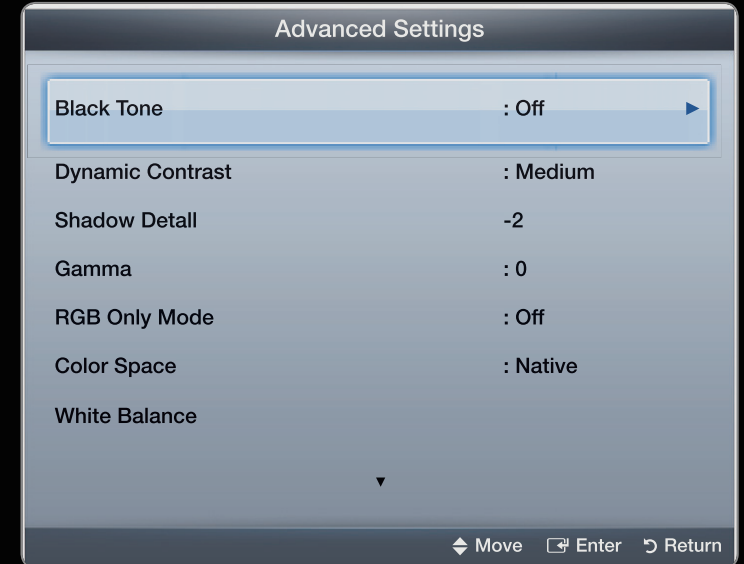 Advanced Settings
Black Tone : Off
Dynamic Contrast : Medium
Shadow Detall -2
Gamma : 0
RGB Only Mode : Off
Color Space : Native
White Balance
Move Enter Return